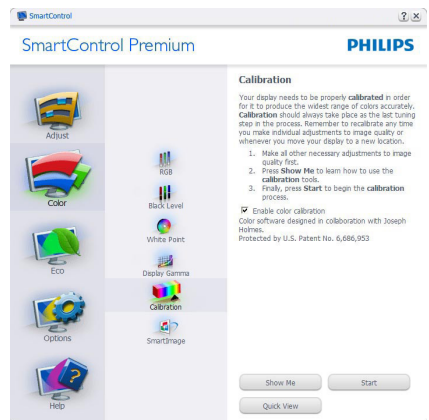 SmartControl
? x
SmartControl Premium
PHILIPS
Adjust
Color
Eco
Options
Help
RGB
Black Level
White Point
Display Gamma
Calibration
SmartImage
Calibration
Your display needs to be properly calibrated in order
for it to produce the widest range of colors accurately.
Calibration should always take place as the last tuning
step in the process. Remember to recalibrate any time
you make individual adjustments to image quality or
whenever you move your display to a new location.
1. Make all other necessary adjustments to image
quality first.
2. Press Show Me to learn how to use the
calibration tools.
3. Finally, press Start to begin the calibration
process.
Enable color calibration
Color software designed in collaboration with Joseph
Holmes.
Protected by U.S. Patent No. 6,686,953
Show Me
Start
Quick View